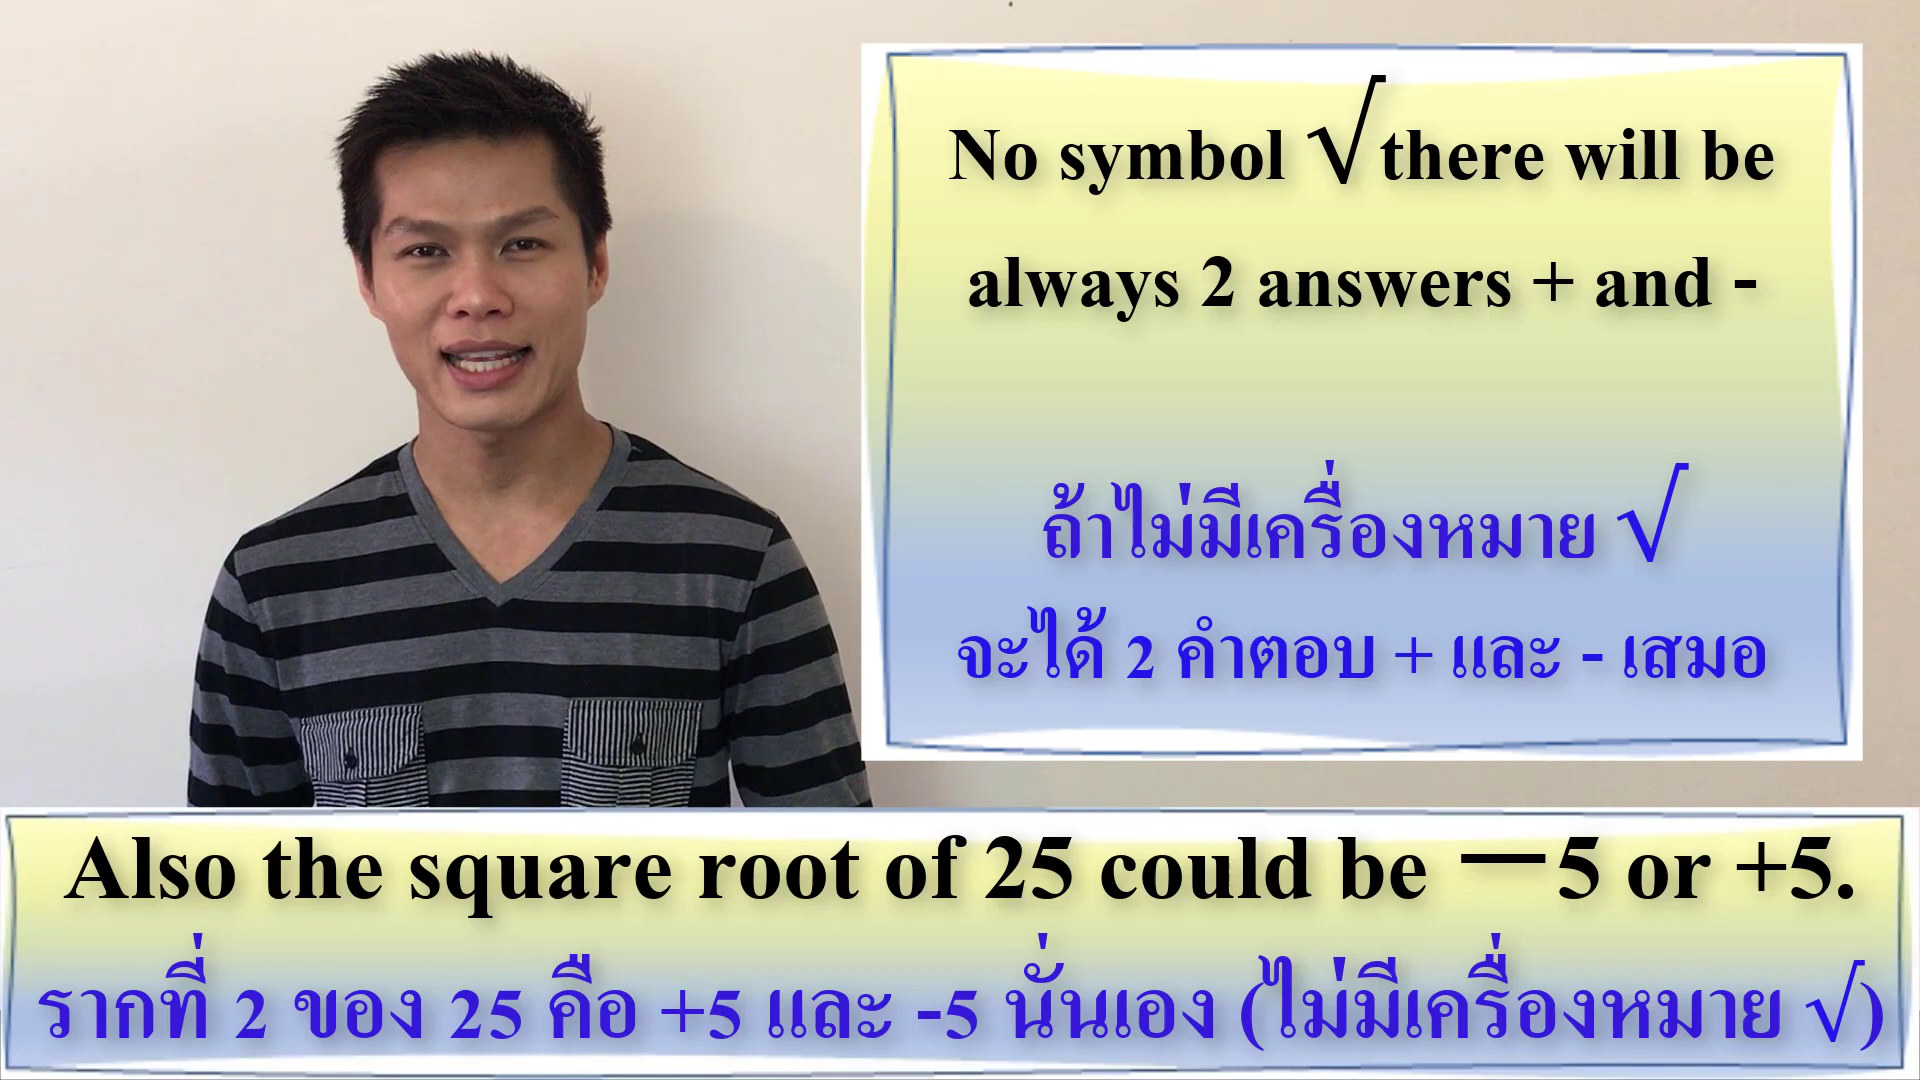 No symbol √ there will be
always 2 answers + and -
ถ้าไม่มีเครื่องหมาย √
จะได้ 2 คำตอบ + และ - เสมอ
Also the square root of 25 could be －5 or +5.
รากที่ 2 ของ 25 คือ +5 และ -5 นั่นเอง (ไม่มีเครื่องหมาย √)